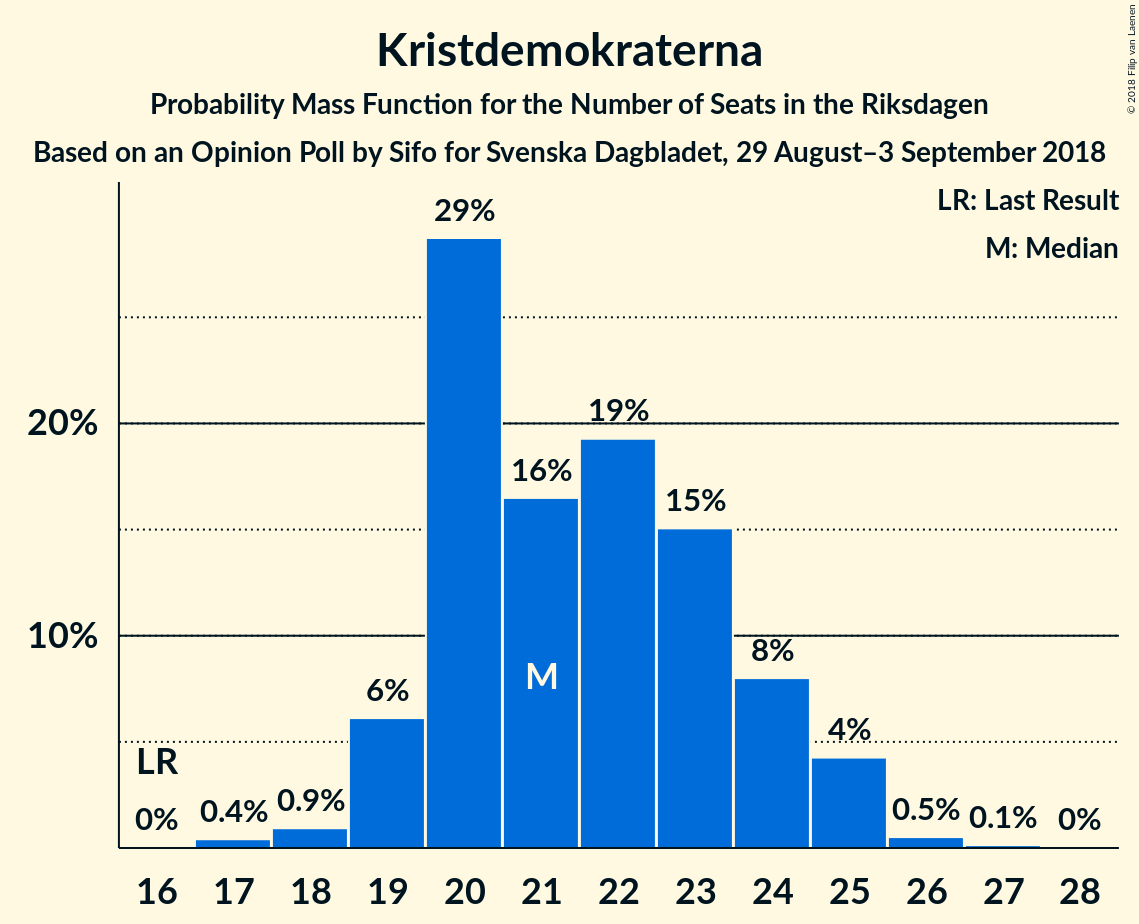 Kristdemokraterna
Probability Mass Function for the Number of Seats in the Riksdagen
Based on an Opinion Poll by Sifo for Svenska Dagbladet, 29 August–3 September 2018
© 2018 Filip van Laenen
LR: Last Result
M: Median
29%
20%
19%
16%
15%
10%
8%
M
6%
4%
LR
0% 0.4% 0.9% 0.5% 0.1% 0%
16 17 18 19 20 21 22 23 24 25 26 27 28